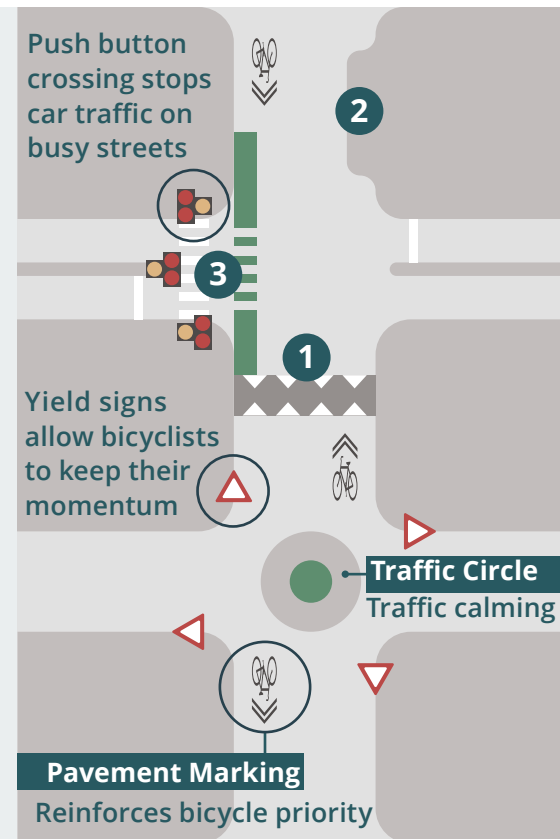 Push button
crossing stops
car traffic on
busy streets
2
3
1
Yield signs
allow bicyclists
to keep their
momentum
Traffic Circle
Traffic calming
Pavement Marking
Reinforces bicycle priority